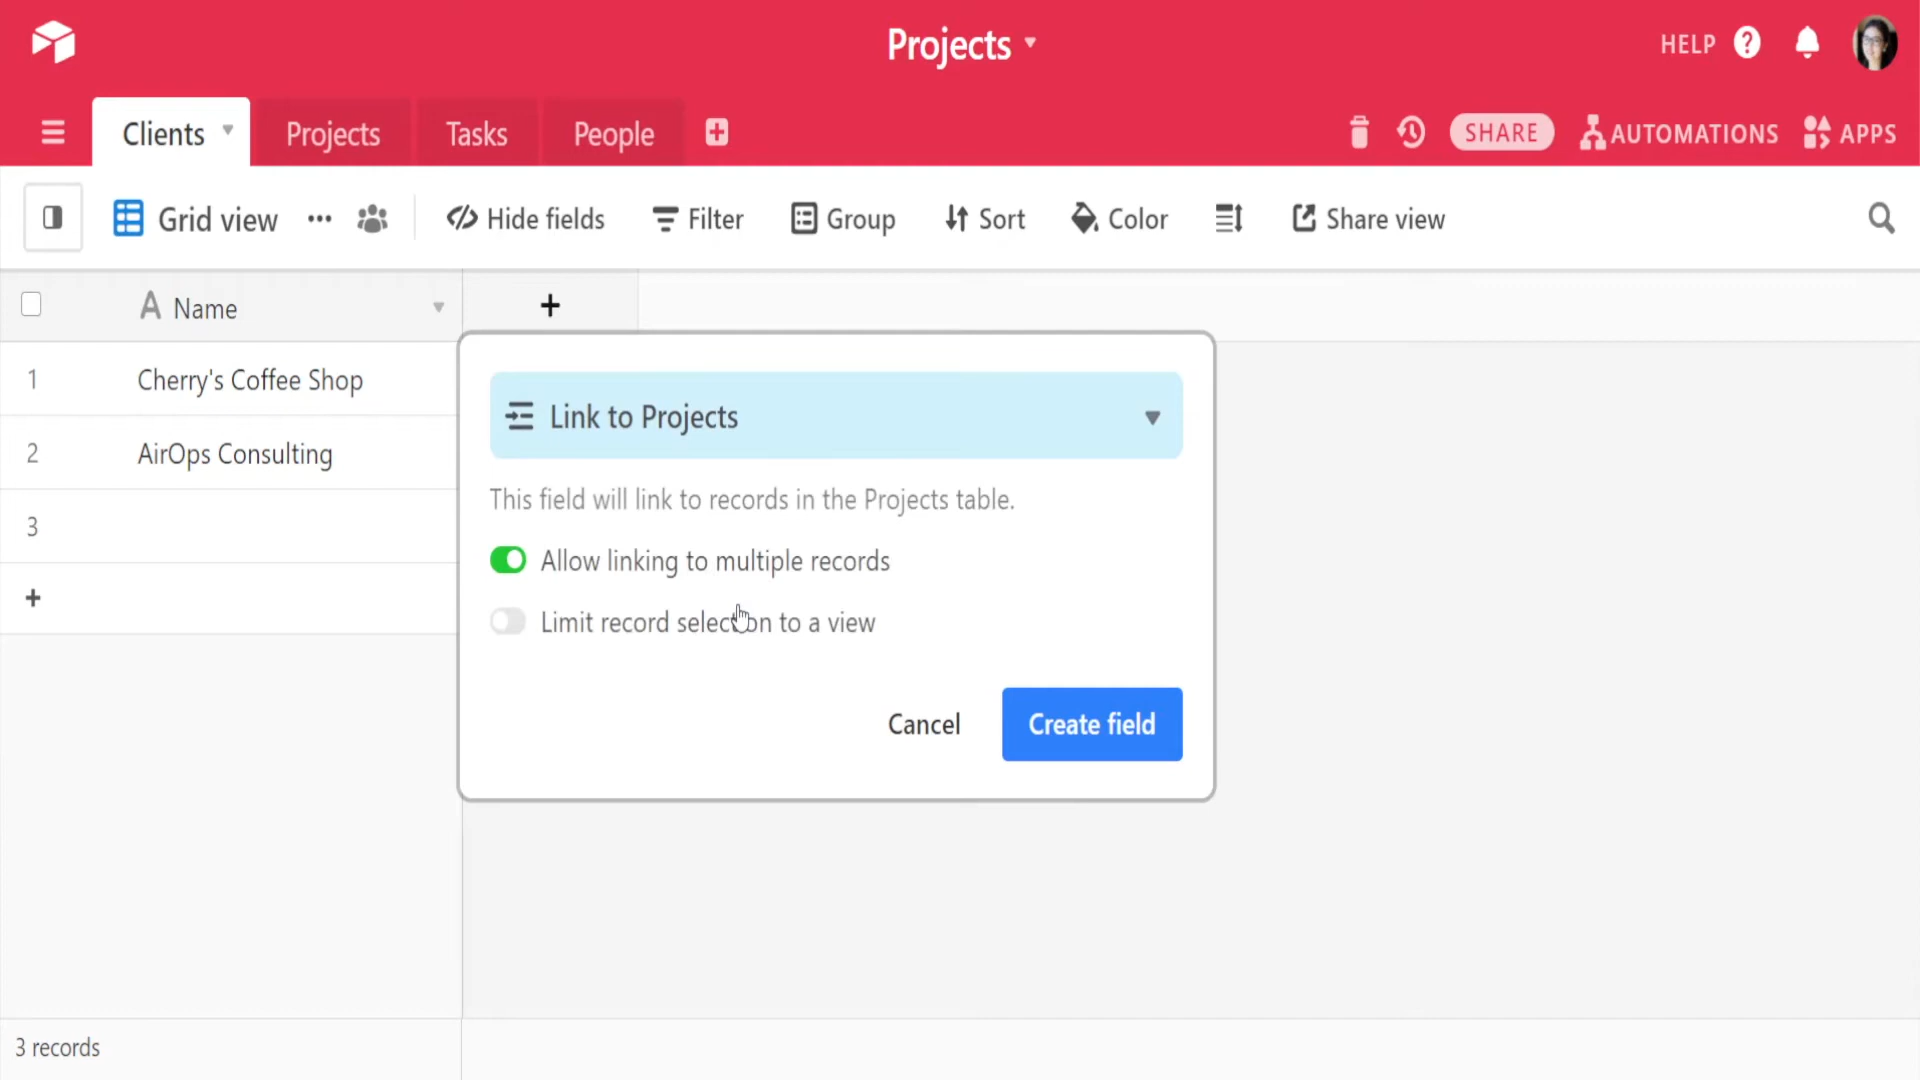 Projects
HELP
Clients
Projects
Tasks
People
SHARE
AUTOMATIONS
APPS
Grid view
Hide fields
Filter
Group
Sort
Color
Share view
A Name
1 Cherry's Coffee Shop
2 AirOps Consulting
3
Link to Projects
This field will link to records in the Projects table.
Allow linking to multiple records
Limit record selection to a view
Cancel
Create field
3 records